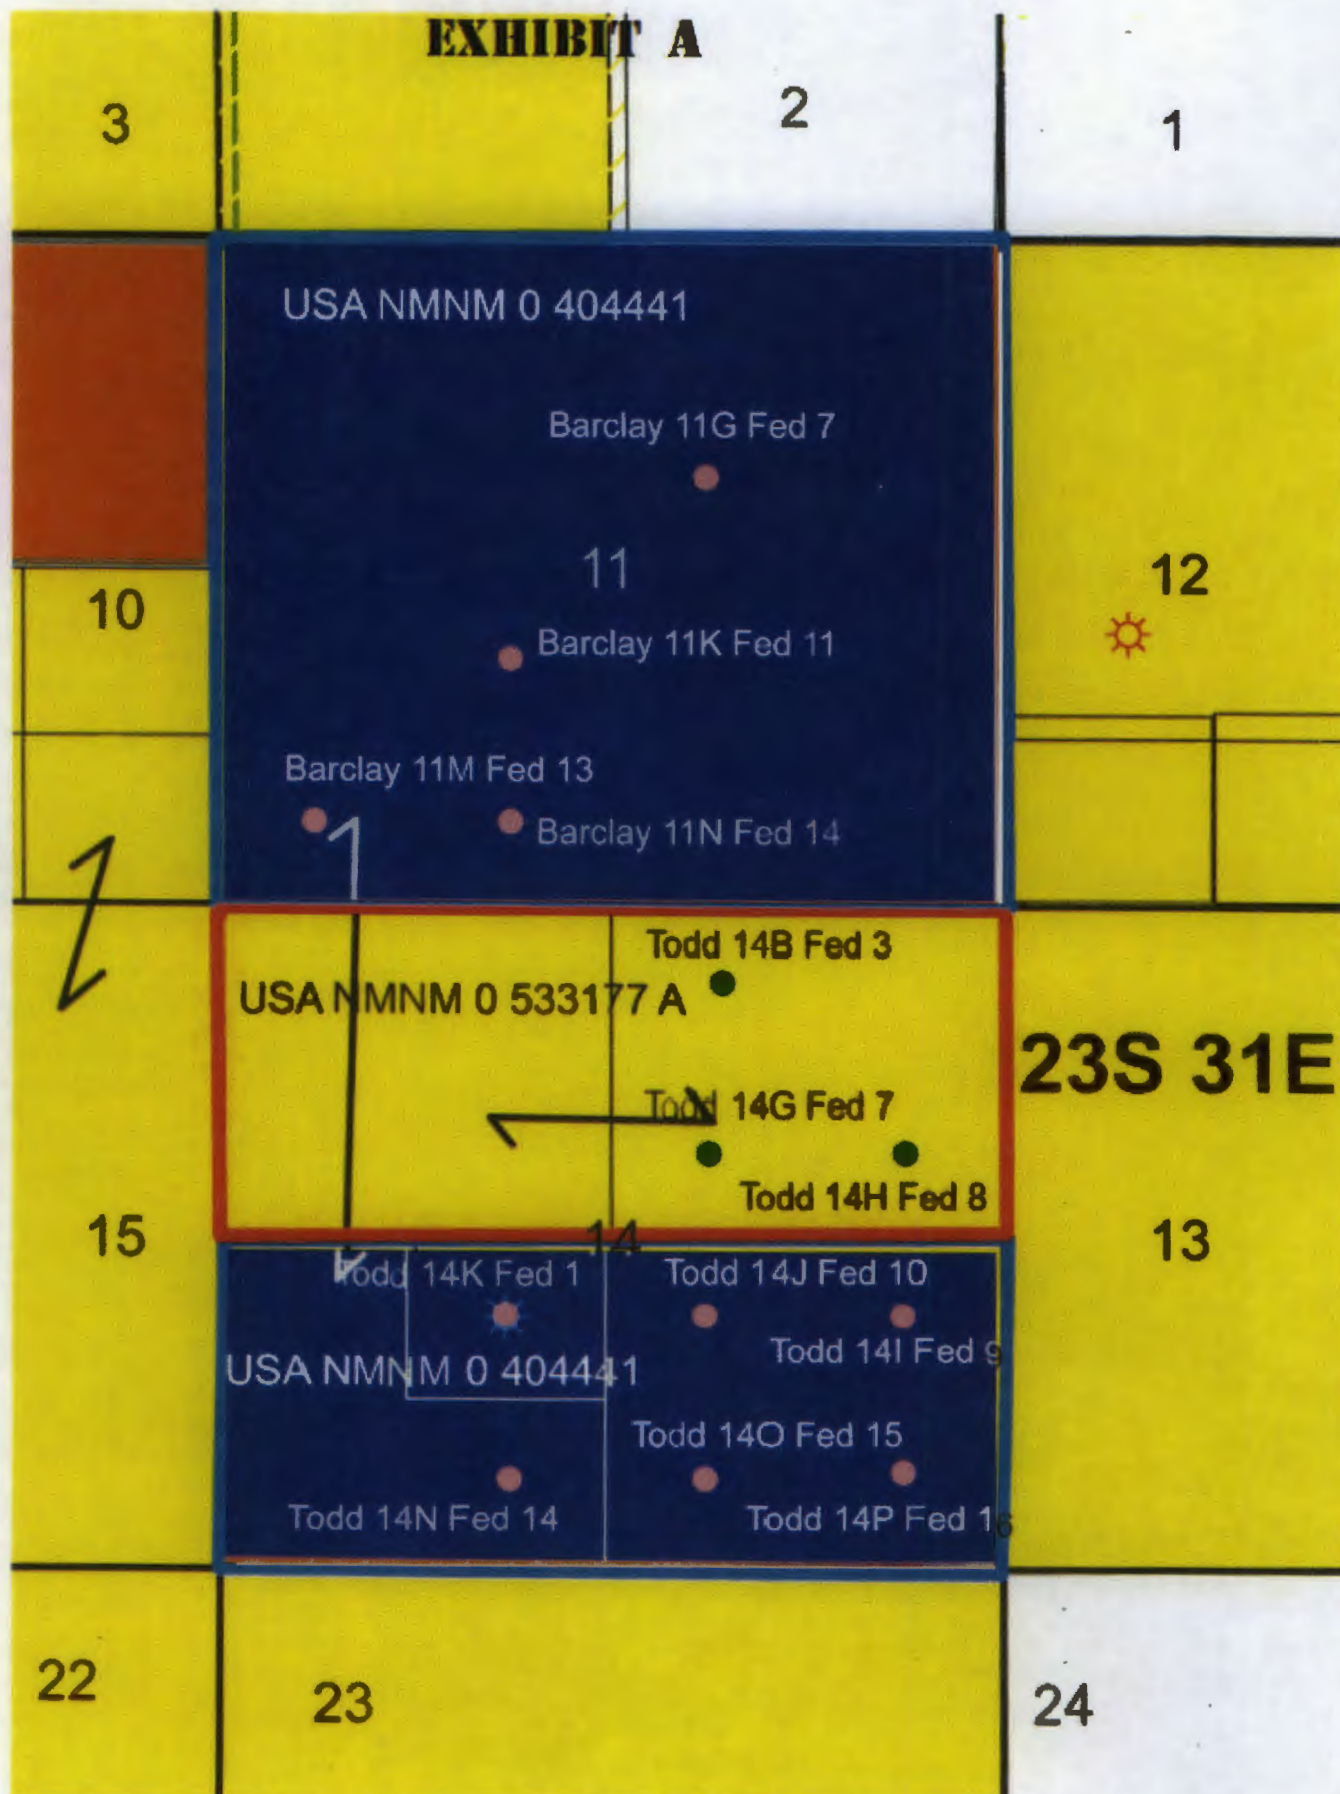 EXHIBIT A
3
2
1
USA NMNM 0 404441
Barclay 11G Fed 7
11
12
10
Barclay 11K Fed 11
Barclay 11M Fed 13
Barclay 11N Fed 14
Todd 14B Fed 3
USA NMNM 0 533177 A
23S 31E
Todd 14G Fed 7
Todd 14H Fed 8
15
14
13
Todd 14K Fed 1
Todd 14J Fed 10
Todd 14I Fed 9
USA NMNM 0 404441
Todd 14O Fed 15
Todd 14N Fed 14
Todd 14P Fed 16
22
23
24